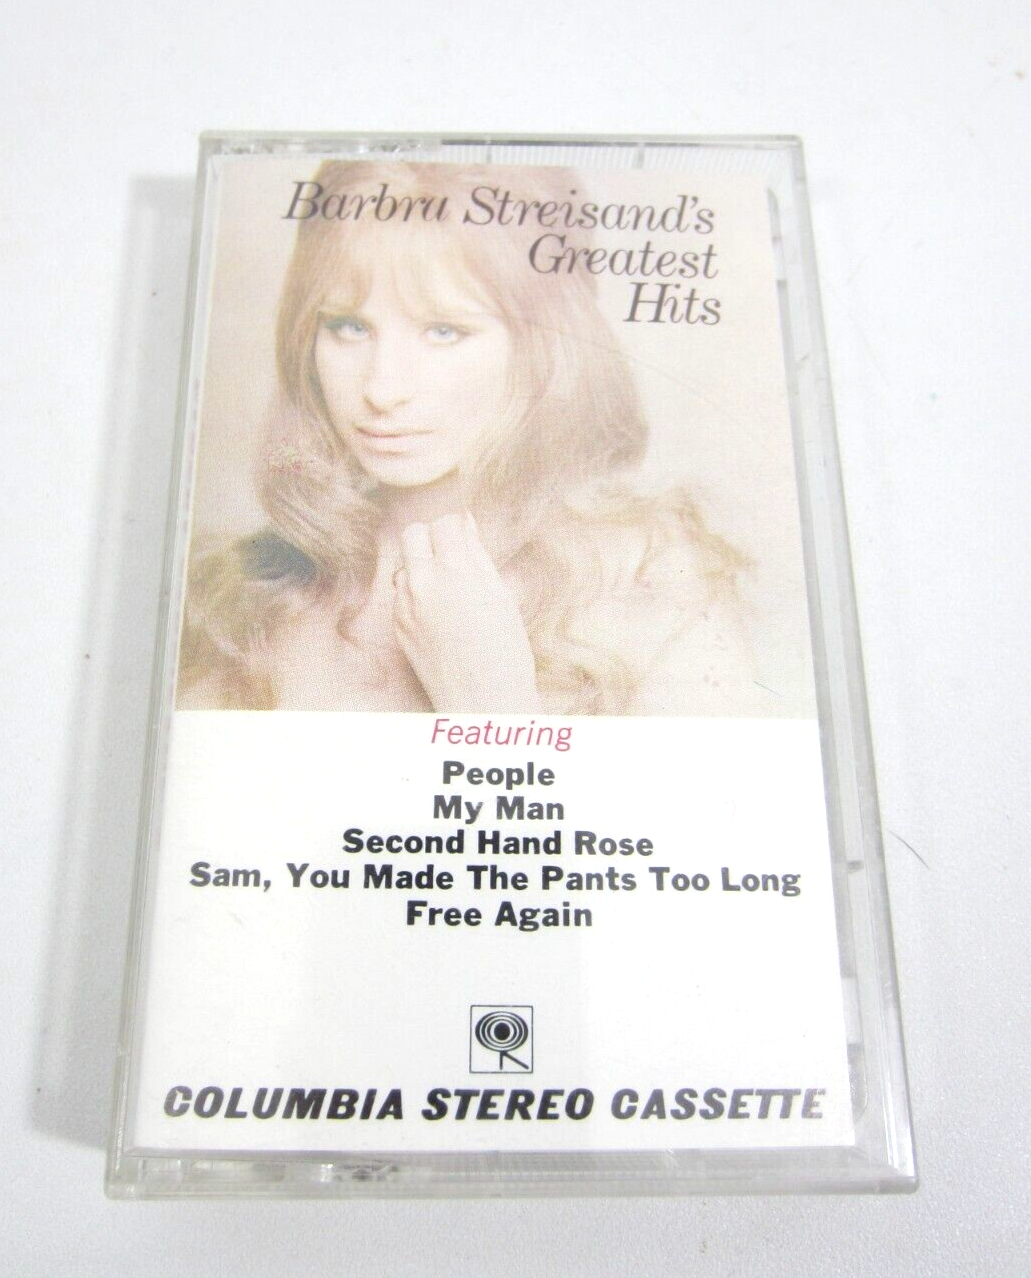 Barbra Streisand's
Greatest
Hits
Featuring
People
My Man
Second Hand Rose
Sam, You Made The Pants Too Long
Free Again
COLUMBIA STEREO CASSETTE